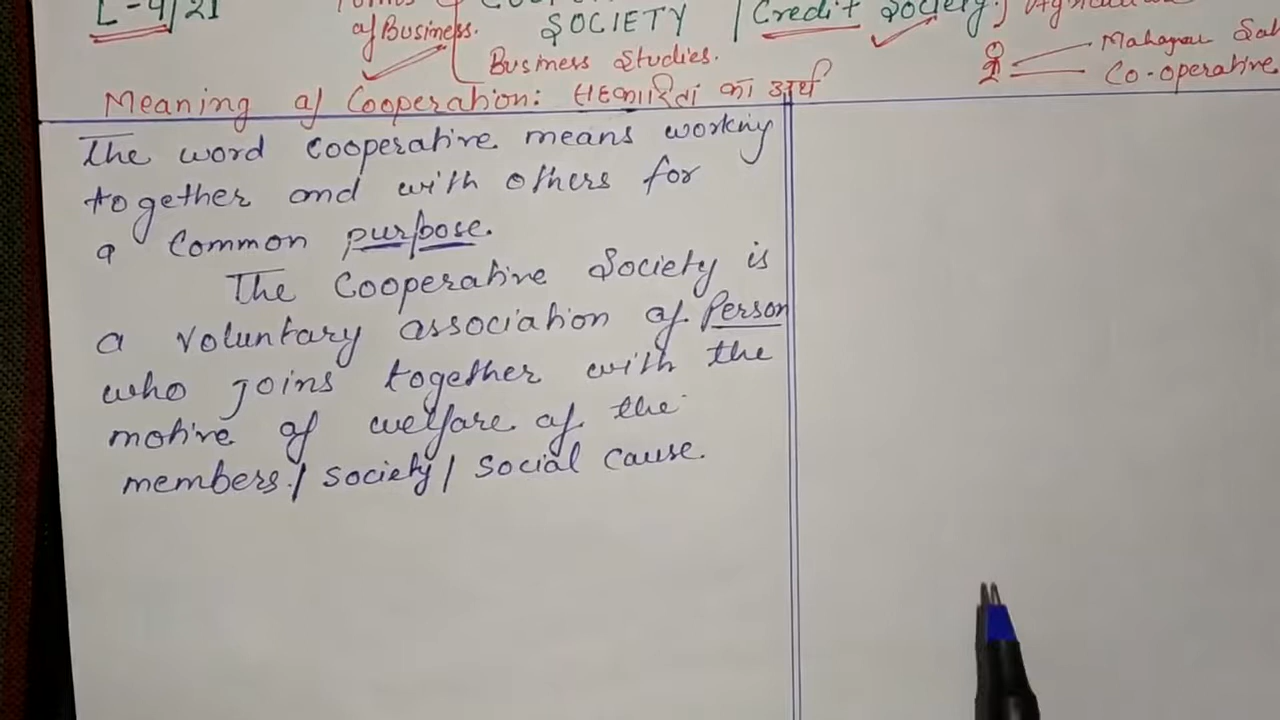 L-4/21
of Business.
SOCIETY / Credit Society /
Business Studies.
Co-operative
Meaning of Cooperation: सहकारिता का अर्थ
The word cooperative means working
together and with others for
a common purpose.
The Cooperative Society is
a voluntary association of Person
who joins together with the
motive of welfare of the
members / society / social cause.